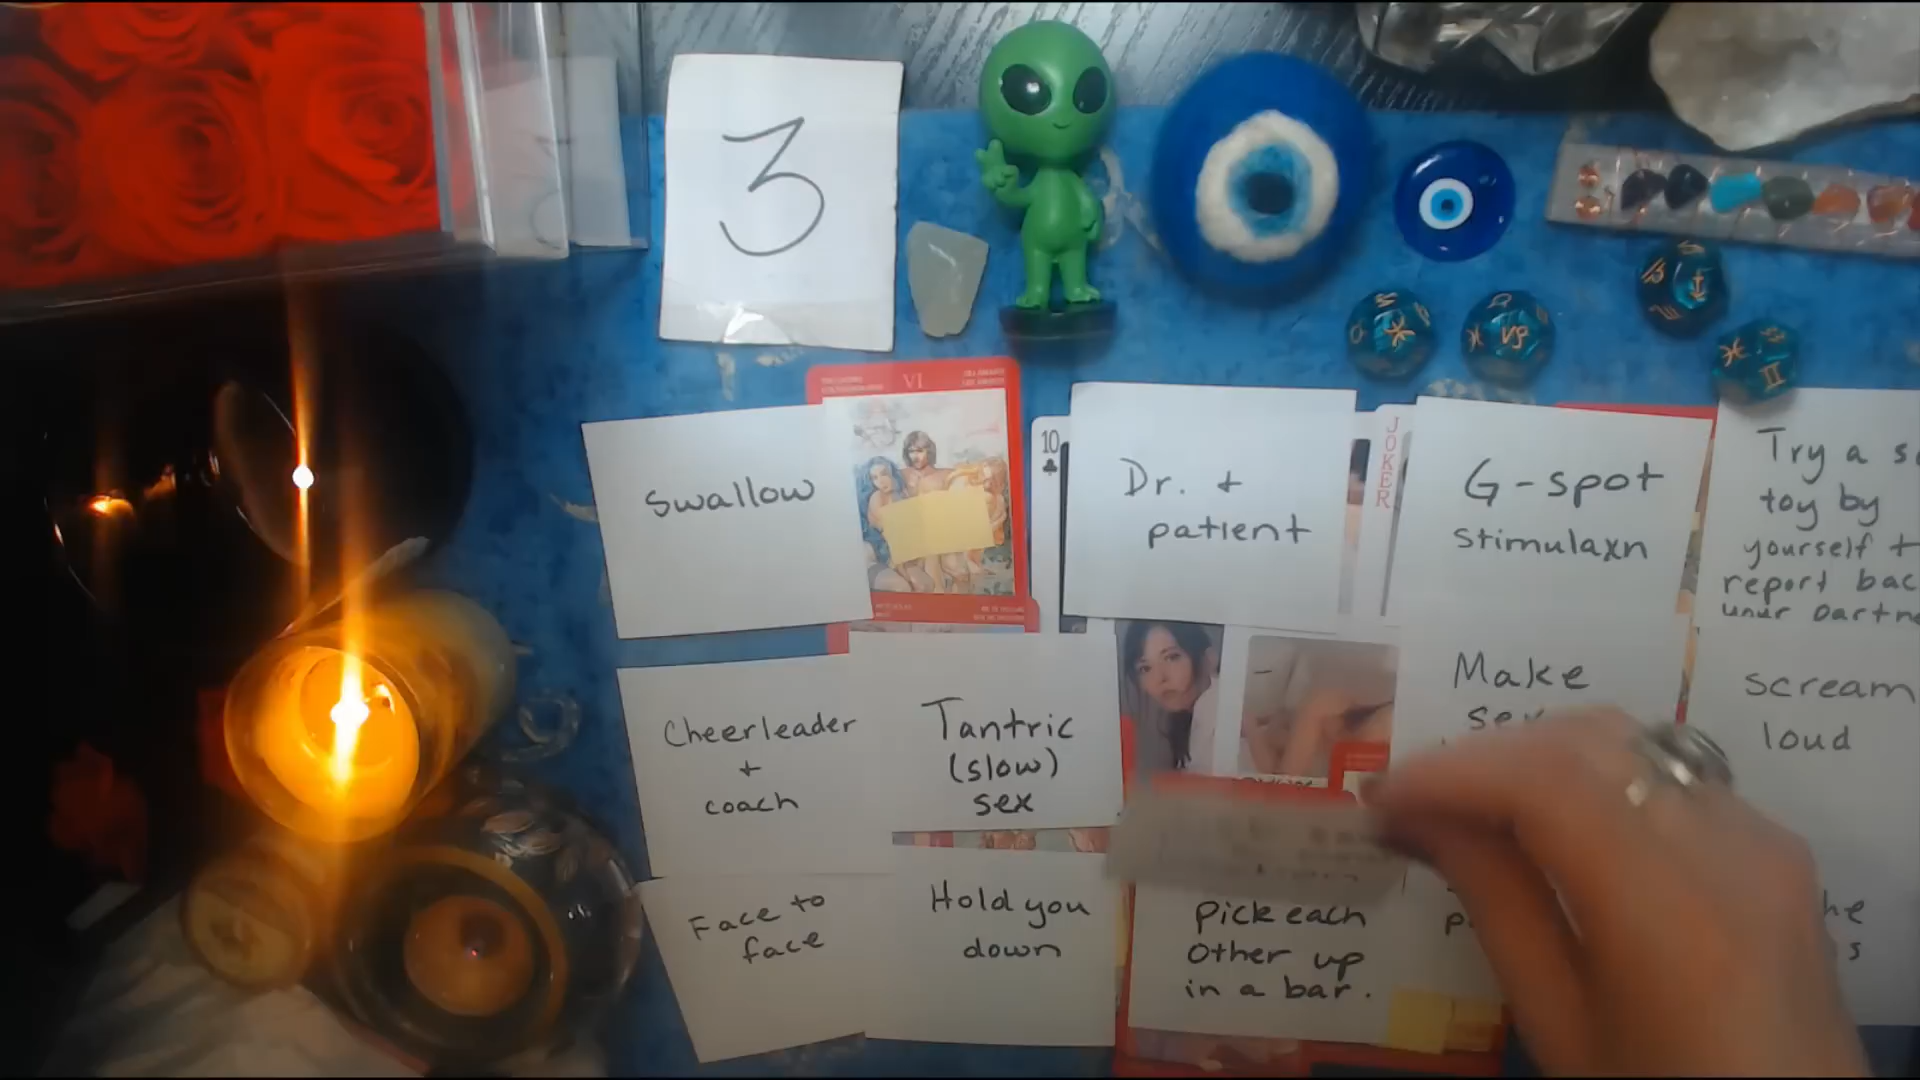 3
VI
Swallow
10
Dr. +
patient
JOKER
G-spot
Stimulaxn
Try a
toy by
yourself +
report
Cheerleader
+
coach
Tantric
(slow)
sex
Make
scream
loud
Face to
face
Hold you
down
Pick each
Other up
in a bar.